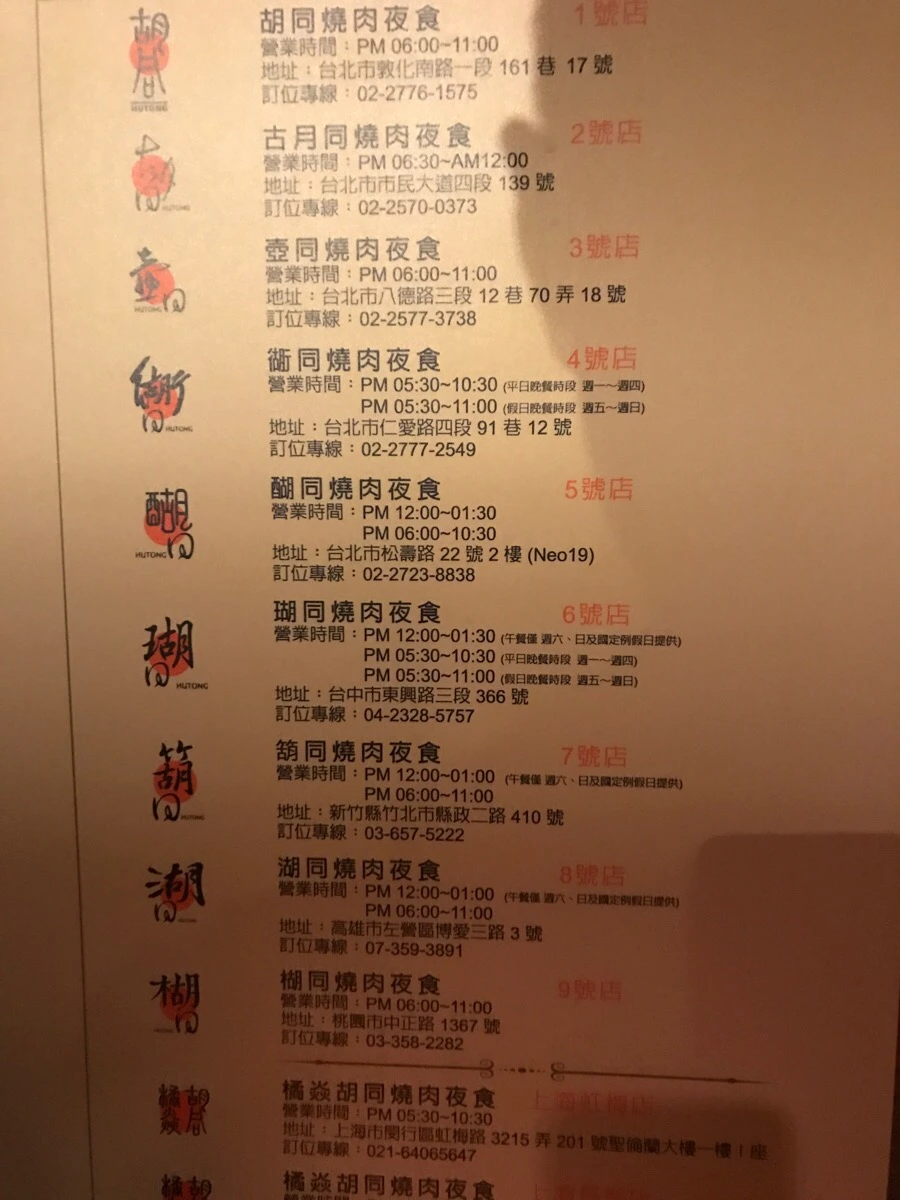 胡同燒肉夜食 1號店
營業時間：PM 06:00~11:00
地址：台北市敦化南路一段 161 巷 17 號
訂位專線：02-2776-1575
HUTONG
古月同燒肉夜食 2號店
營業時間：PM 06:30~AM12:00
地址：台北市市民大道四段 139 號
訂位專線：02-2570-0373
HUTONG
壺同燒肉夜食 3號店
營業時間：PM 06:00~11:00
地址：台北市八德路三段 12 巷 70 弄 18 號
訂位專線：02-2577-3738
HUTONG
同燒肉夜食 4號店
營業時間：PM 05:30~10:30 (平日晚餐時段 週一～週四)
PM 05:30~11:00 (假日晚餐時段 週五～週日)
地址：台北市仁愛路四段 91 巷 12 號
訂位專線：02-2777-2549
HUTONG
醐同燒肉夜食 5號店
營業時間：PM 12:00~01:30
PM 06:00~10:30
地址：台北市松壽路 22 號 2 樓 (Neo19)
訂位專線：02-2723-8838
HUTONG
瑚同燒肉夜食 6號店
營業時間：PM 12:00~01:30 (午餐僅 週六、日及國定例假日提供)
PM 05:30~10:30 (平日晚餐時段 週一～週四)
PM 05:30~11:00 (假日晚餐時段 週五～週日)
地址：台中市東興路三段 366 號
訂位專線：04-2328-5757
HUTONG
同燒肉夜食 7號店
營業時間：PM 12:00~01:00 (午餐僅 週六、日及國定例假日提供)
PM 06:00~11:00
地址：新竹縣竹北市縣政二路 410 號
訂位專線：03-657-5222
HUTONG
湖同燒肉夜食 8號店
營業時間：PM 12:00~01:00 (午餐僅 週六、日及國定例假日提供)
PM 06:00~11:00
地址：高雄市左營區博愛三路 3 號
訂位專線：07-359-3891
楜同燒肉夜食 9號店
營業時間：PM 06:00~11:00
地址：桃園市中正路 1367 號
訂位專線：03-358-2282
橘焱胡同燒肉夜食 上海虹梅店
營業時間：PM 05:30~10:30
地址：上海市閔行區虹梅路 3215 弄 201 號聖倫蘭大樓一樓 I 座
訂位專線：021-64065647
橘焱胡同燒肉夜食